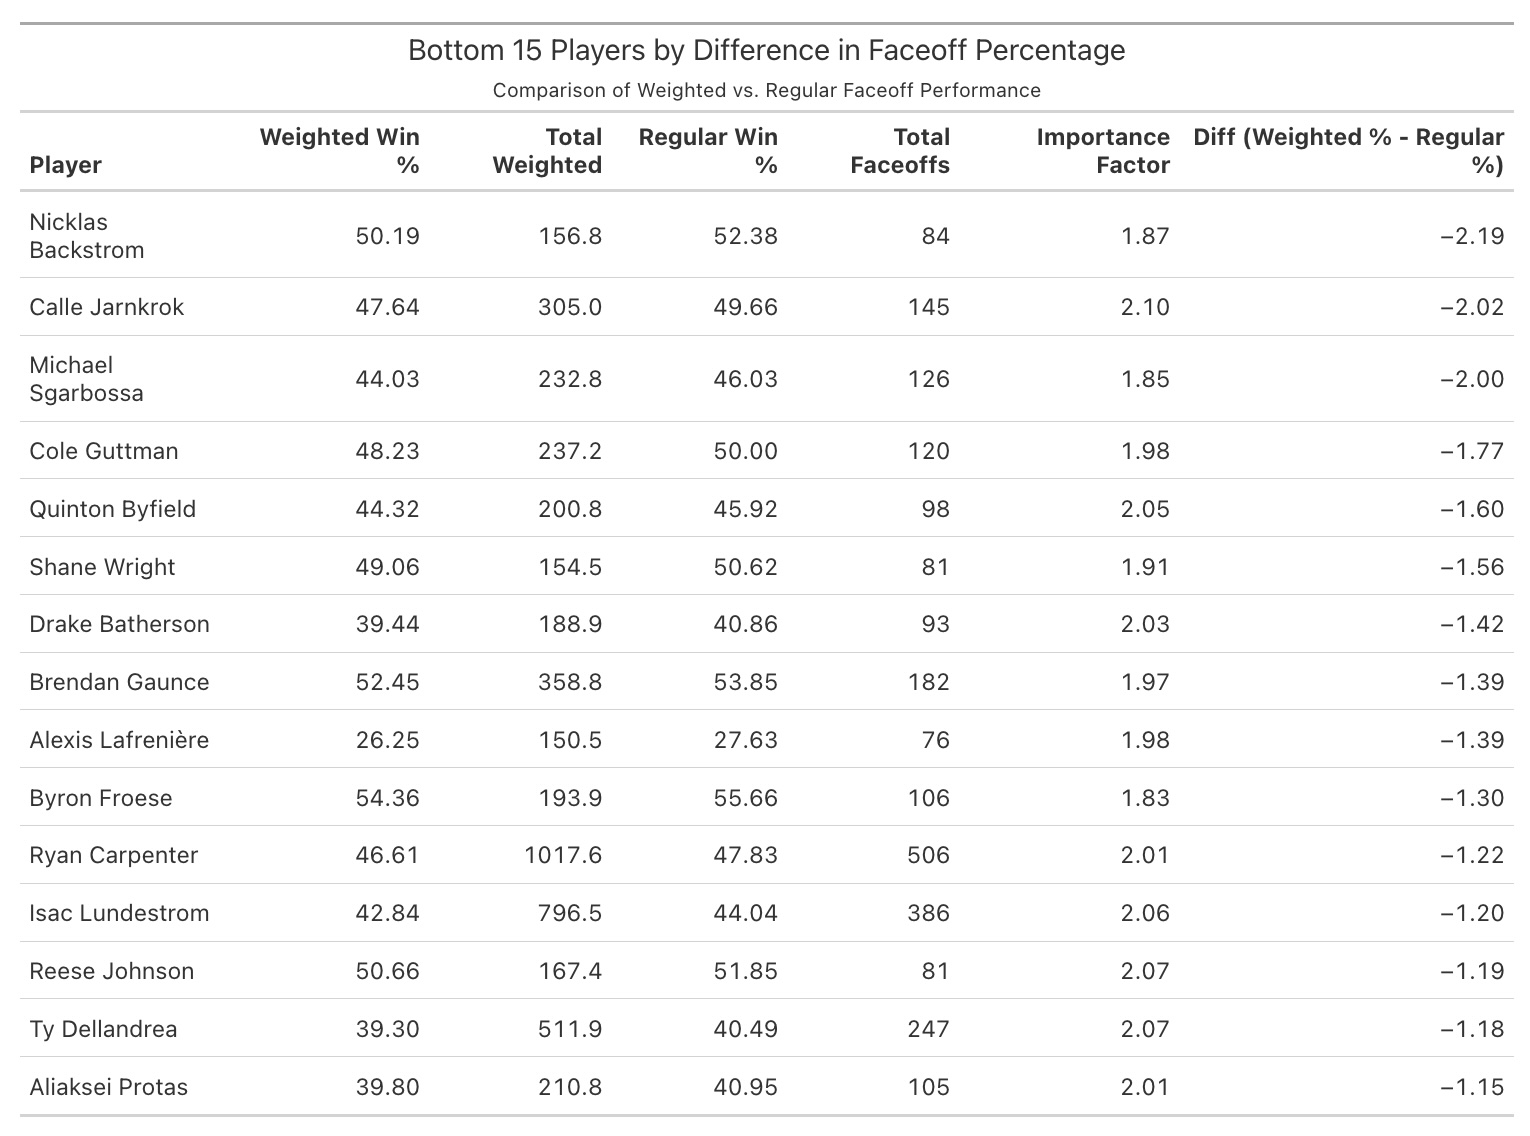 Bottom 15 Players by Difference in Faceoff Percentage
Comparison of Weighted vs. Regular Faceoff Performance
Player Weighted Win % Total Weighted Regular Win % Total Faceoffs Importance Factor Diff (Weighted % - Regular %)
Nicklas Backstrom 50.19 156.8 52.38 84 1.87 −2.19
Calle Jarnkrok 47.64 305.0 49.66 145 2.10 −2.02
Michael Sgarbossa 44.03 232.8 46.03 126 1.85 −2.00
Cole Guttman 48.23 237.2 50.00 120 1.98 −1.77
Quinton Byfield 44.32 200.8 45.92 98 2.05 −1.60
Shane Wright 49.06 154.5 50.62 81 1.91 −1.56
Drake Batherson 39.44 188.9 40.86 93 2.03 −1.42
Brendan Gaunce 52.45 358.8 53.85 182 1.97 −1.39
Alexis Lafrenière 26.25 150.5 27.63 76 1.98 −1.39
Byron Froese 54.36 193.9 55.66 106 1.83 −1.30
Ryan Carpenter 46.61 1017.6 47.83 506 2.01 −1.22
Isac Lundestrom 42.84 796.5 44.04 386 2.06 −1.20
Reese Johnson 50.66 167.4 51.85 81 2.07 −1.19
Ty Dellandrea 39.30 511.9 40.49 247 2.07 −1.18
Aliaksei Protas 39.80 210.8 40.95 105 2.01 −1.15